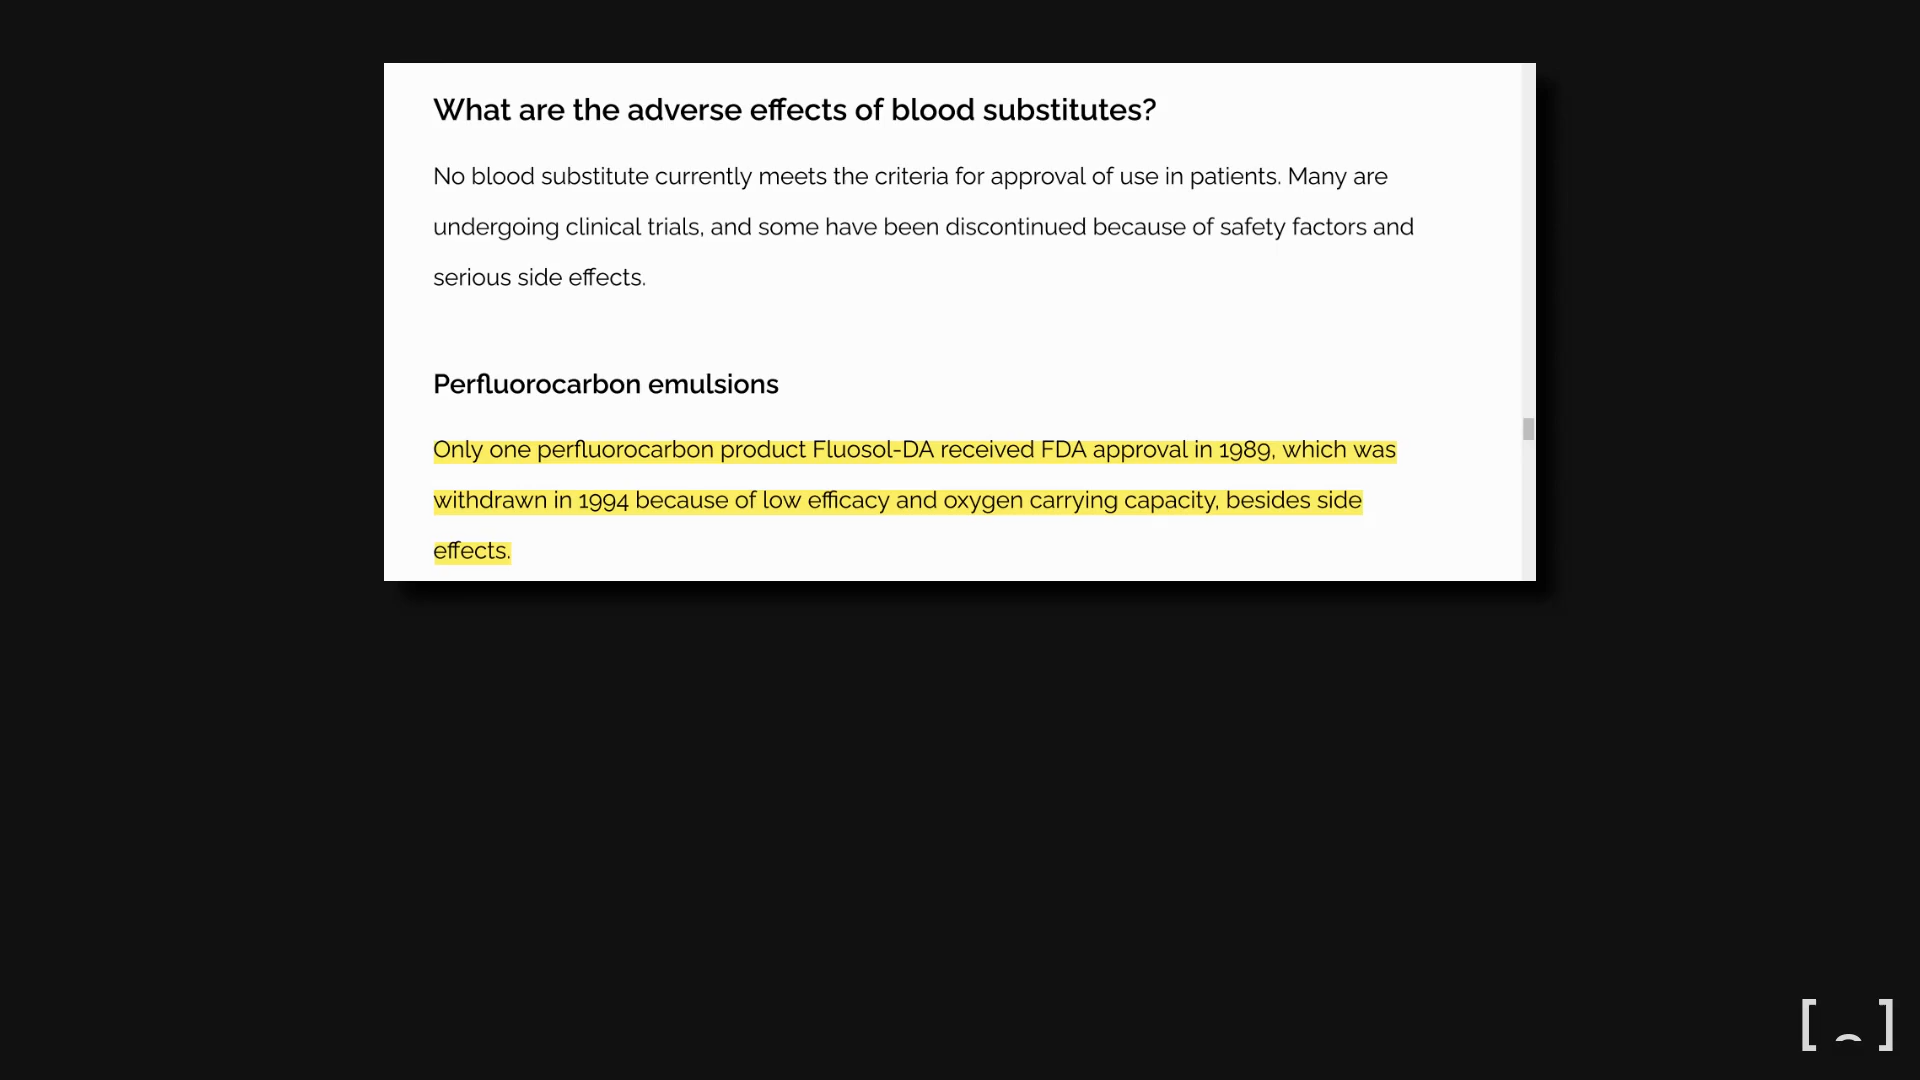 What are the adverse effects of blood substitutes?
No blood substitute currently meets the criteria for approval of use in patients. Many are
undergoing clinical trials, and some have been discontinued because of safety factors and
serious side effects.
Perfluorocarbon emulsions
Only one perfluorocarbon product Fluosol-DA received FDA approval in 1989, which was
withdrawn in 1994 because of low efficacy and oxygen carrying capacity, besides side
effects.